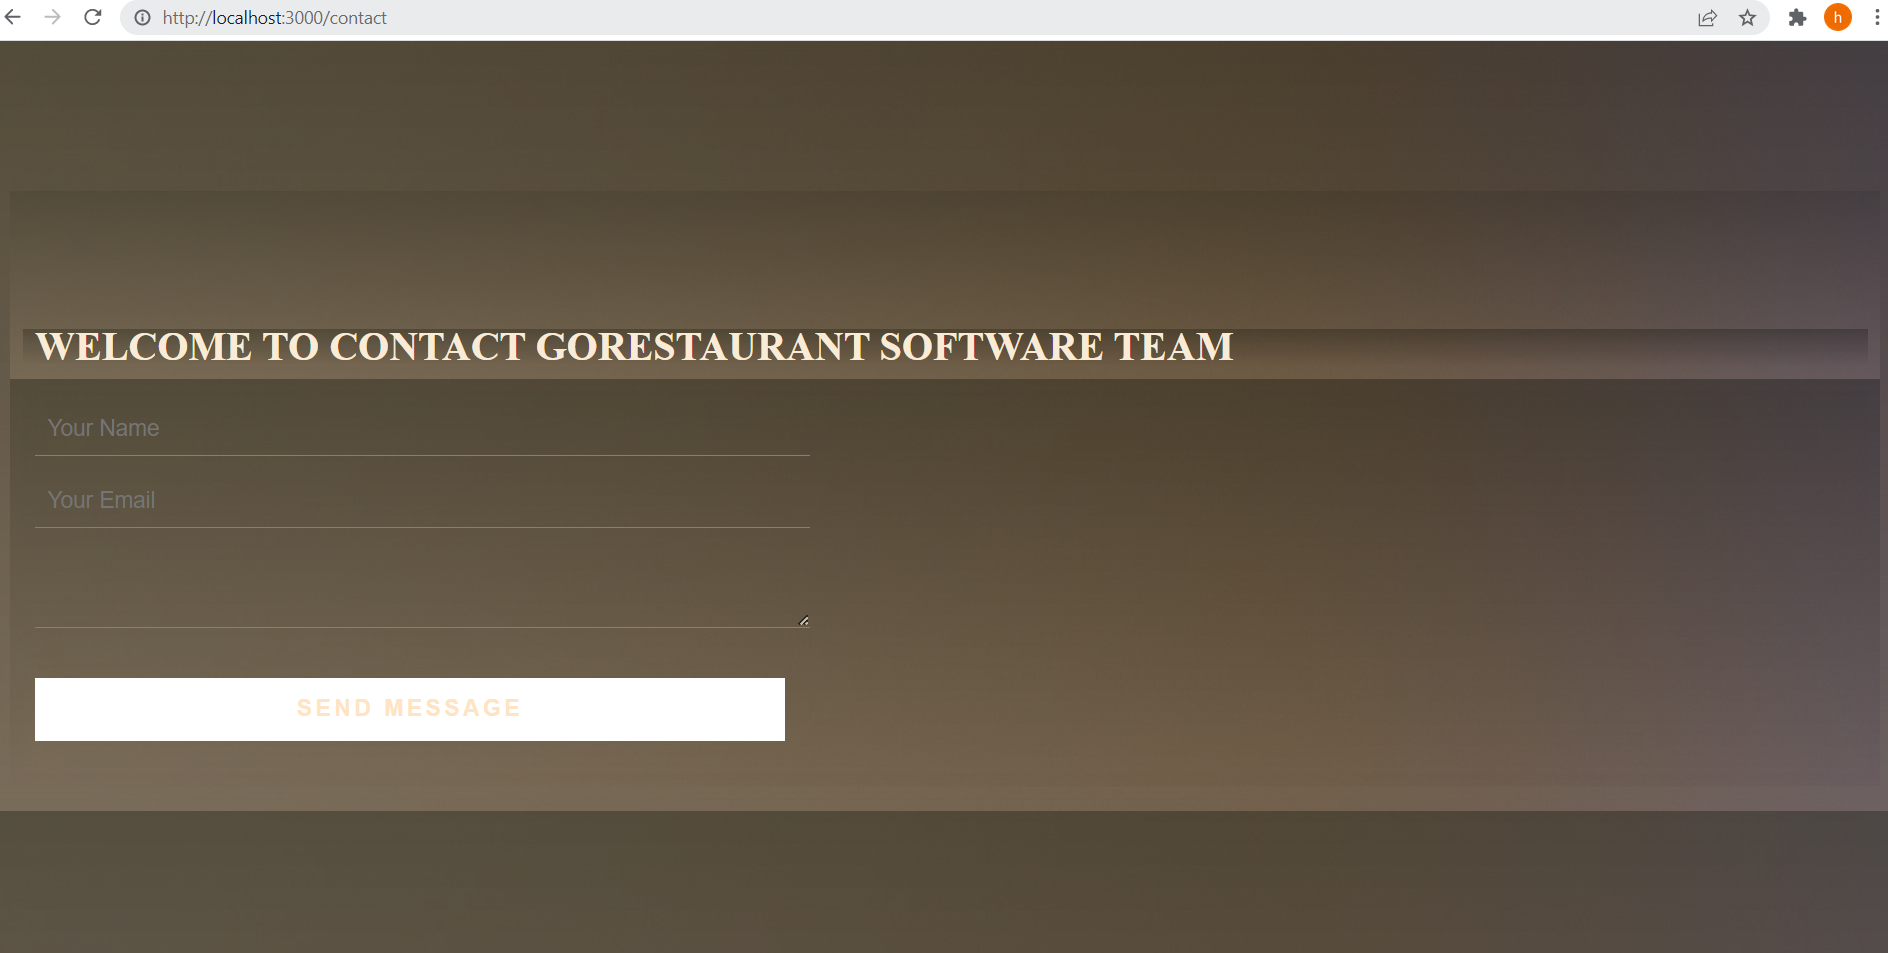 http://localhost:3000/contact
h
WELCOME TO CONTACT GORESTAURANT SOFTWARE TEAM
Your Name
Your Email
SEND MESSAGE